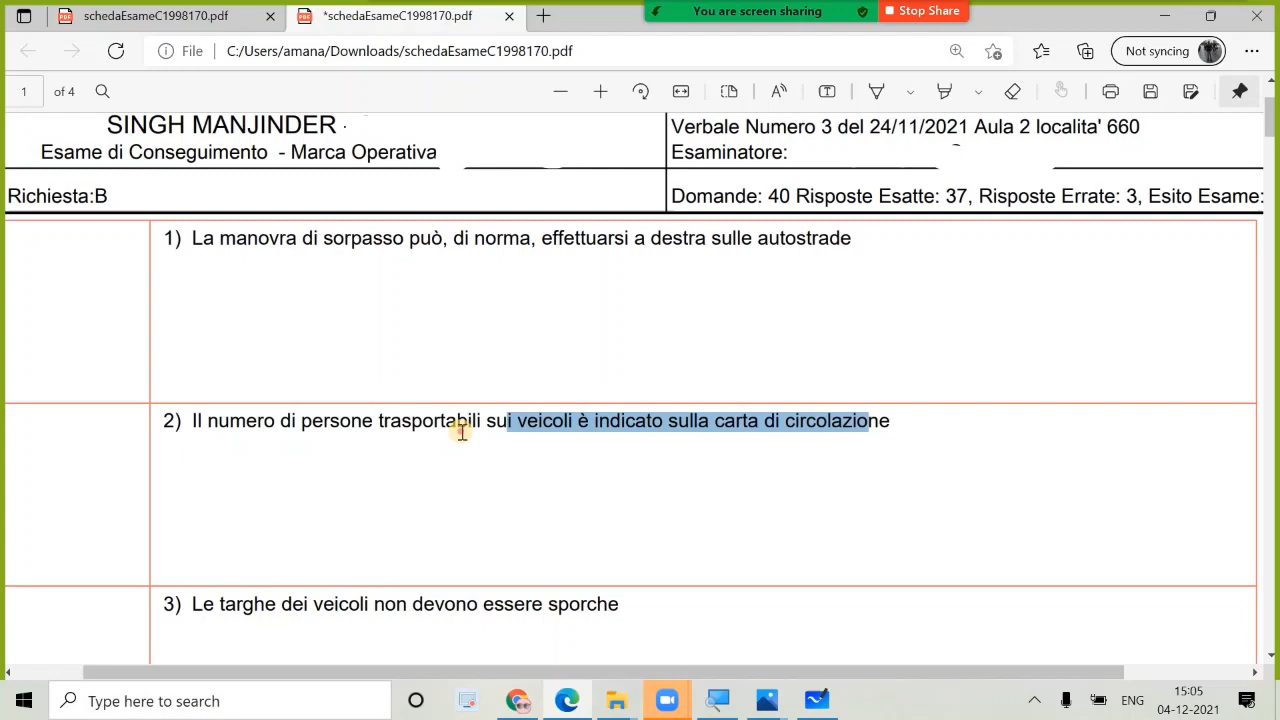 schedaEsameC1998170.pdf
*schedaEsameC1998170.pdf
You are screen sharing
Stop Share
File
C:/Users/amana/Downloads/schedaEsameC1998170.pdf
Not syncing
1 of 4
SINGH MANJINDER
Verbale Numero 3 del 24/11/2021 Aula 2 localita' 660
Esame di Conseguimento - Marca Operativa
Esaminatore:
Richiesta:B
Domande: 40 Risposte Esatte: 37, Risposte Errate: 3, Esito Esame:
1) La manovra di sorpasso può, di norma, effettuarsi a destra sulle autostrade
2) Il numero di persone trasportabili sui veicoli è indicato sulla carta di circolazione
3) Le targhe dei veicoli non devono essere sporche
Type here to search
ENG
15:05
04-12-2021